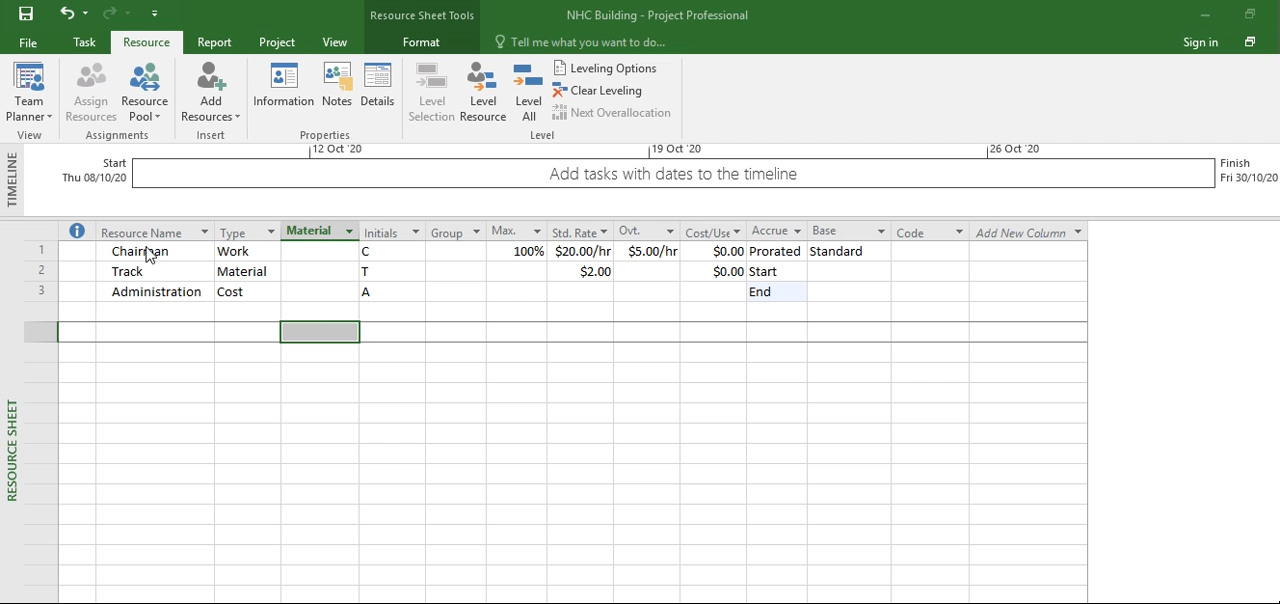 Resource Sheet Tools
NHC Building - Project Professional
File Task Resource Report Project View Format Tell me what you want to do... Sign in
Team Planner
Assign Resources
Resource Pool
Add Resources
Information
Notes
Details
Level Selection
Level Resource
Level All
Leveling Options
Clear Leveling
Next Overallocation
View Assignments Insert Properties Level
TIMELINE
12 Oct '20 19 Oct '20 26 Oct '20
Start
Thu 08/10/20
Add tasks with dates to the timeline
Finish
Fri 30/10/20
RESOURCE SHEET
Resource Name Type Material Initials Group Max. Std. Rate Ovt. Cost/Use Accrue Base Code Add New Column
1 Chairman Work C 100% $20.00/hr $5.00/hr $0.00 Prorated Standard
2 Track Material T $2.00 $0.00 Start
3 Administration Cost A End